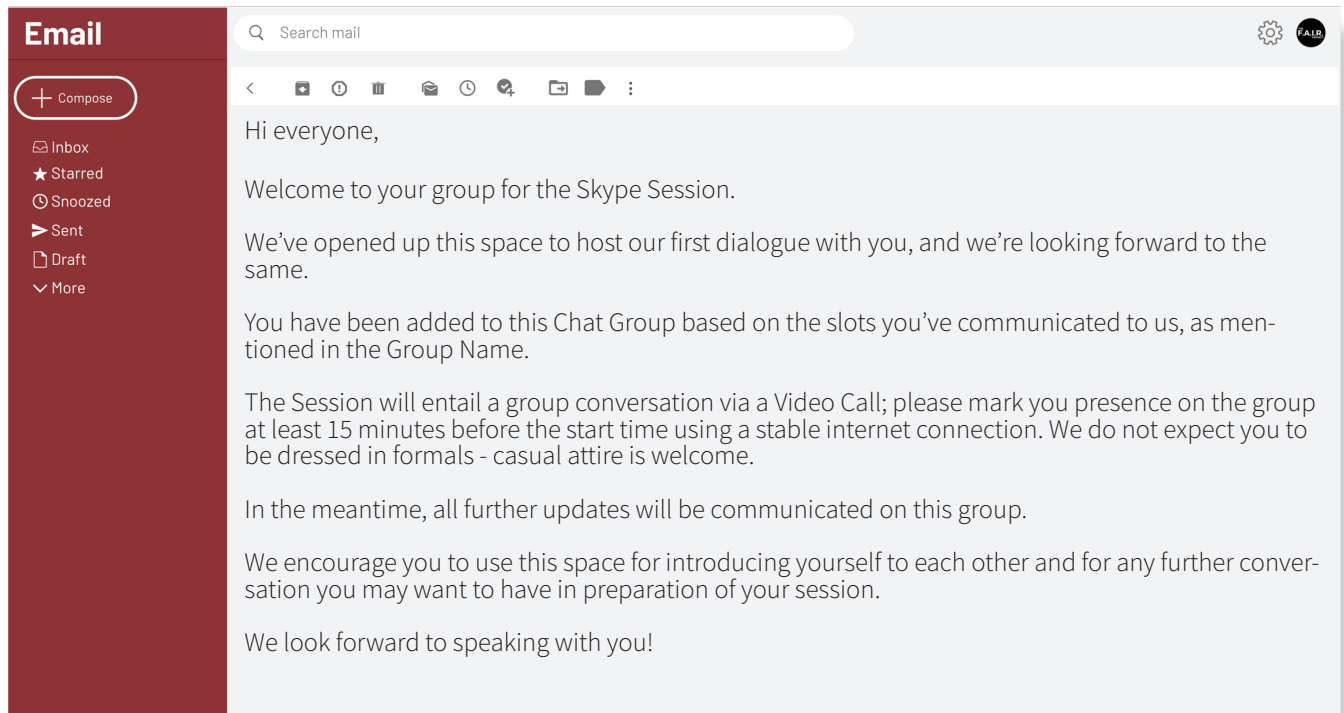 Email
Search mail
F.A.I.R.
Compose
Inbox
Starred
Snoozed
Sent
Draft
More
Hi everyone,
Welcome to your group for the Skype Session.
We’ve opened up this space to host our first dialogue with you, and we’re looking forward to the
same.
You have been added to this Chat Group based on the slots you’ve communicated to us, as men-
tioned in the Group Name.
The Session will entail a group conversation via a Video Call; please mark you presence on the group
at least 15 minutes before the start time using a stable internet connection. We do not expect you to
be dressed in formals - casual attire is welcome.
In the meantime, all further updates will be communicated on this group.
We encourage you to use this space for introducing yourself to each other and for any further conver-
sation you may want to have in preparation of your session.
We look forward to speaking with you!